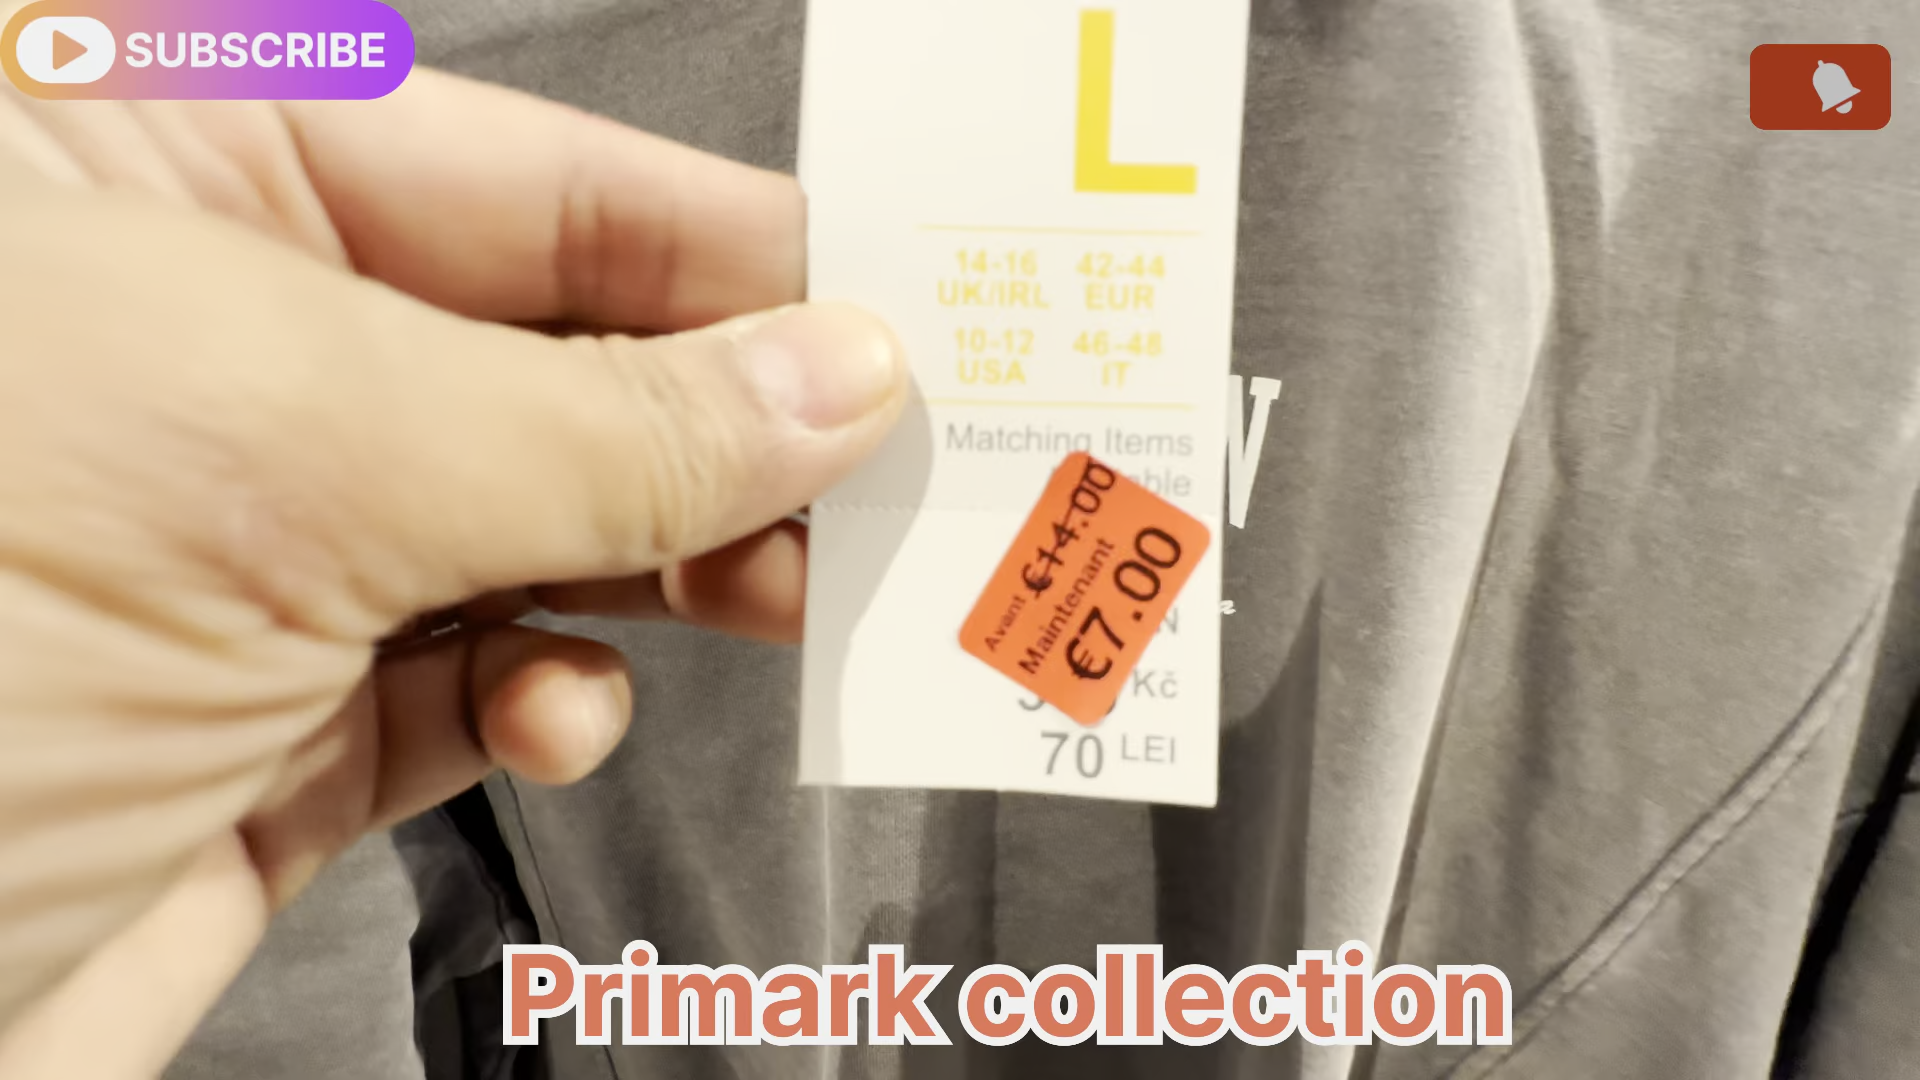 SUBSCRIBE
L
14-16 42-44
UK/IRL EUR
10-12 46-48
USA IT
Matching Items
Avant €14.00
Maintenant
€7.00
Kč
70 LEI
W
Primark collection